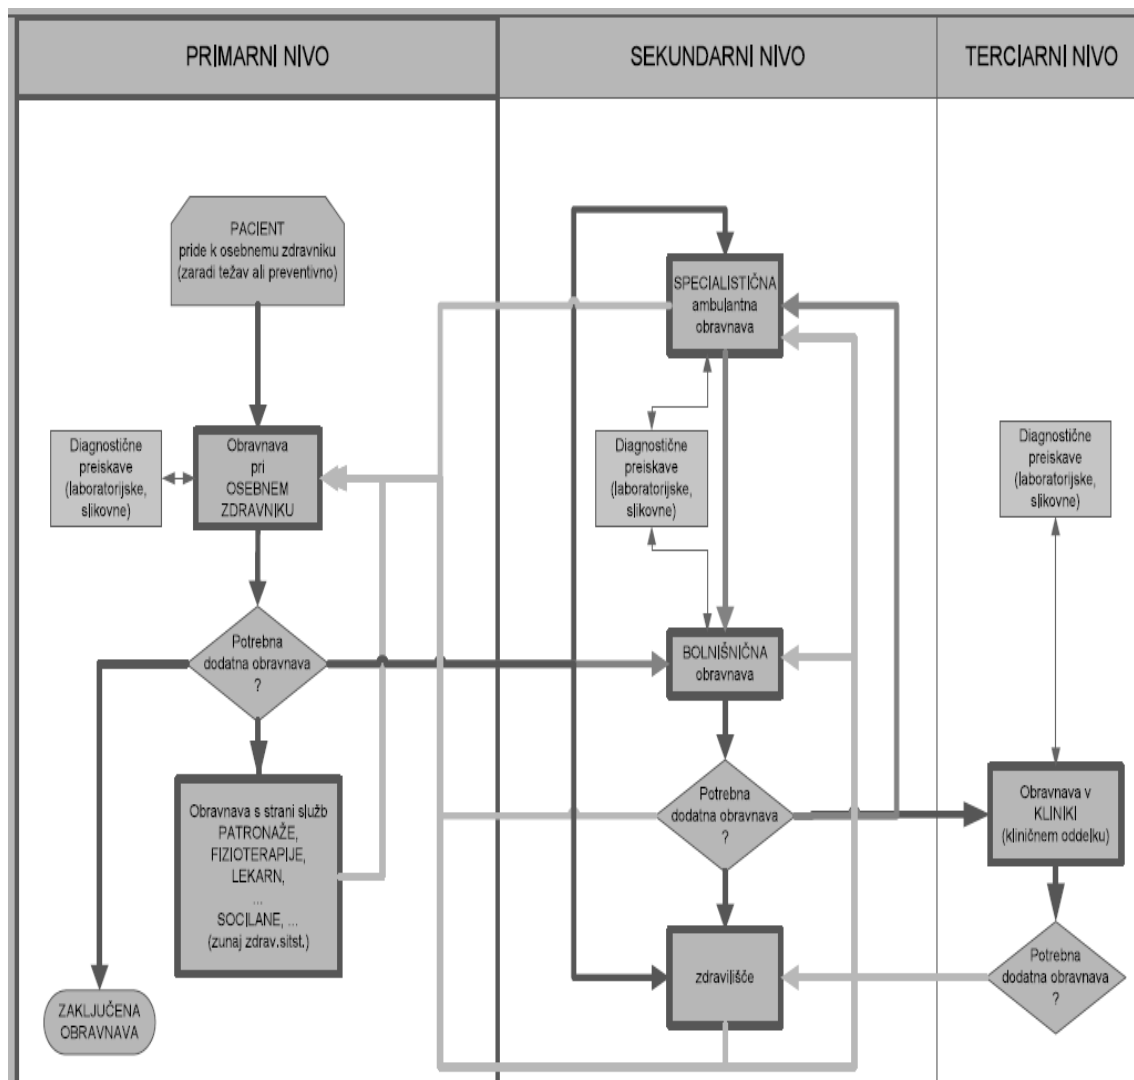 PRIMARNI NIVO
SEKUNDARNI NIVO
TERCIARNI NIVO
PACIENT
pride k osebnemu zdravniku
(zaradi težav ali preventivno)
SPECIALISTIČNA
ambulantna
obravnava
Diagnostične
preiskave
(laboratorijske,
slikovne)
Obravnava
pri
OSEBNEM
ZDRAVNIKU
Diagnostične
preiskave
(laboratorijske,
slikovne)
Diagnostične
preiskave
(laboratorijske,
slikovne)
Potrebna
dodatna obravnava
?
BOLNIŠNIČNA
obravnava
Obravnava s strani služb
PATRONAŽE,
FIZIOTERAPIJE,
LEKARN,
...
SOCILANE, ...
(zunaj zdrav.sitst.)
Potrebna
dodatna obravnava
?
Obravnava v
KLINIKI
(kliničnem oddelku)
zdravilišče
Potrebna
dodatna obravnava
?
ZAKLJUČENA
OBRAVNAVA